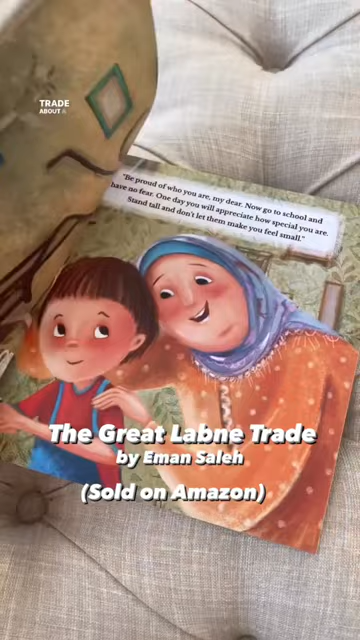 TRADE
ABOUT
"Be proud of who you are, my dear. Now go to school and
have no fear. One day you will appreciate how special you are.
Stand tall and don't let them make you feel small."
The Great Labne Trade
by Eman Saleh
(Sold on Amazon)